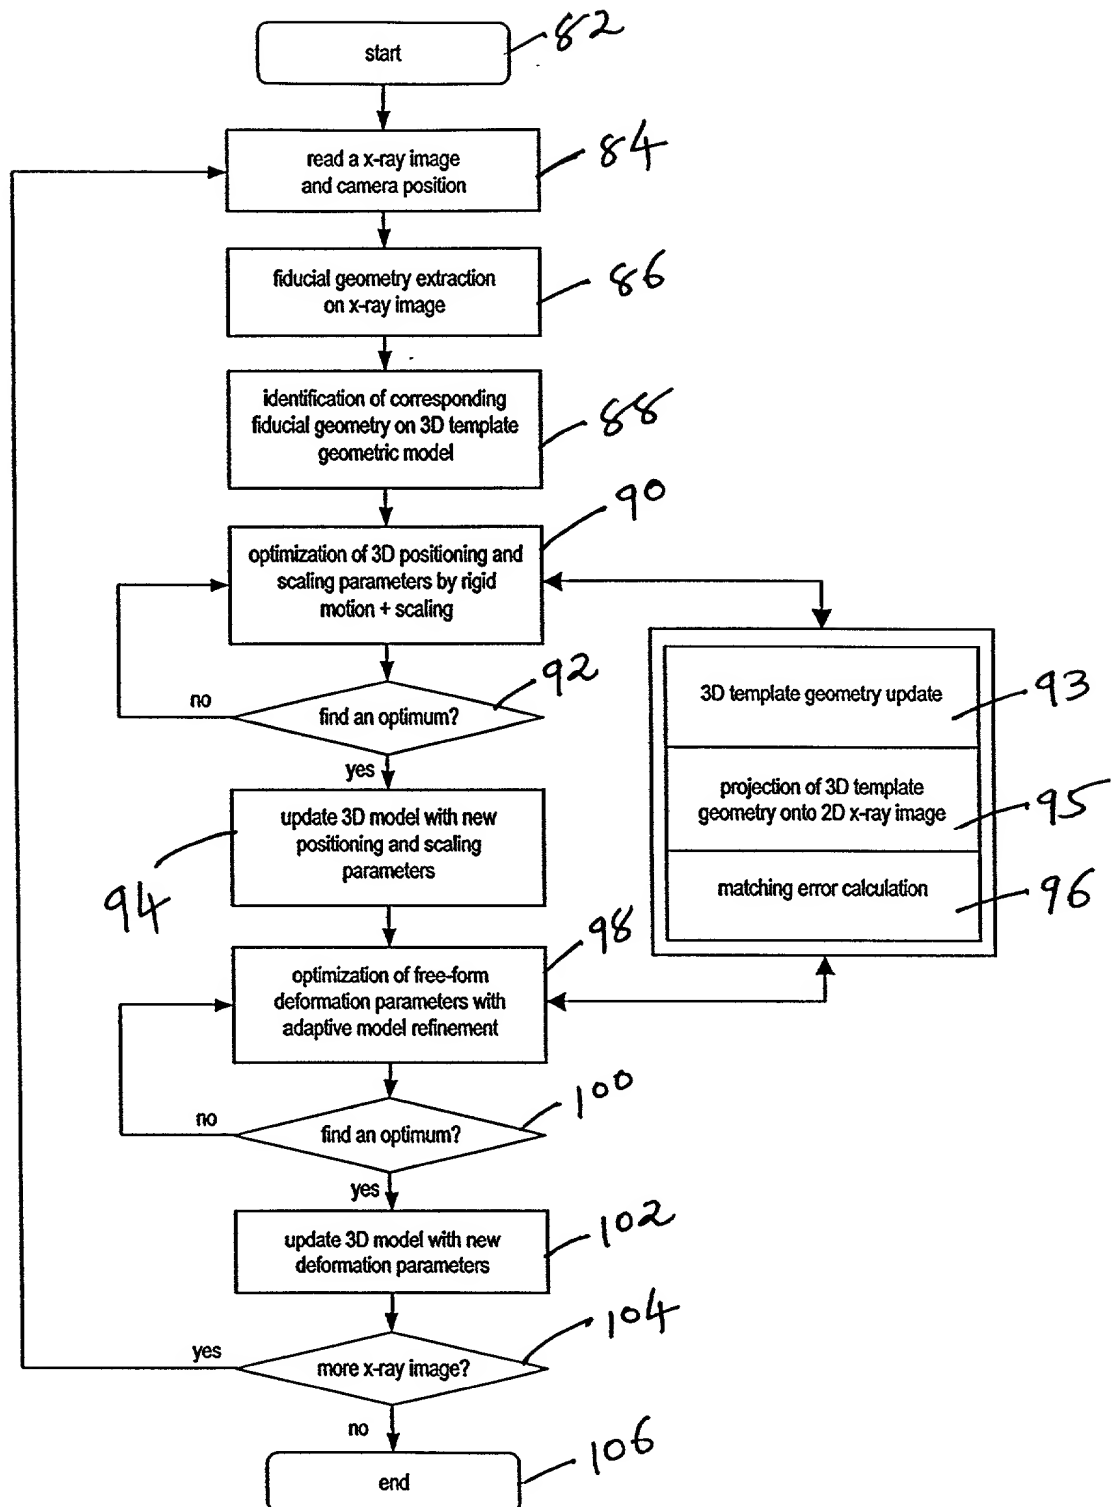 start
82
read a x-ray image
and camera position
84
fiducial geometry extraction
on x-ray image
86
identification of corresponding
fiducial geometry on 3D template
geometric model
88
optimization of 3D positioning and
scaling parameters by rigid
motion + scaling
90
find an optimum?
92
no
yes
3D template geometry update
93
projection of 3D template
geometry onto 2D x-ray image
95
matching error calculation
96
update 3D model with new
positioning and scaling
parameters
94
optimization of free-form
deformation parameters with
adaptive model refinement
98
find an optimum?
100
no
yes
update 3D model with new
deformation parameters
102
more x-ray image?
104
yes
no
end
106